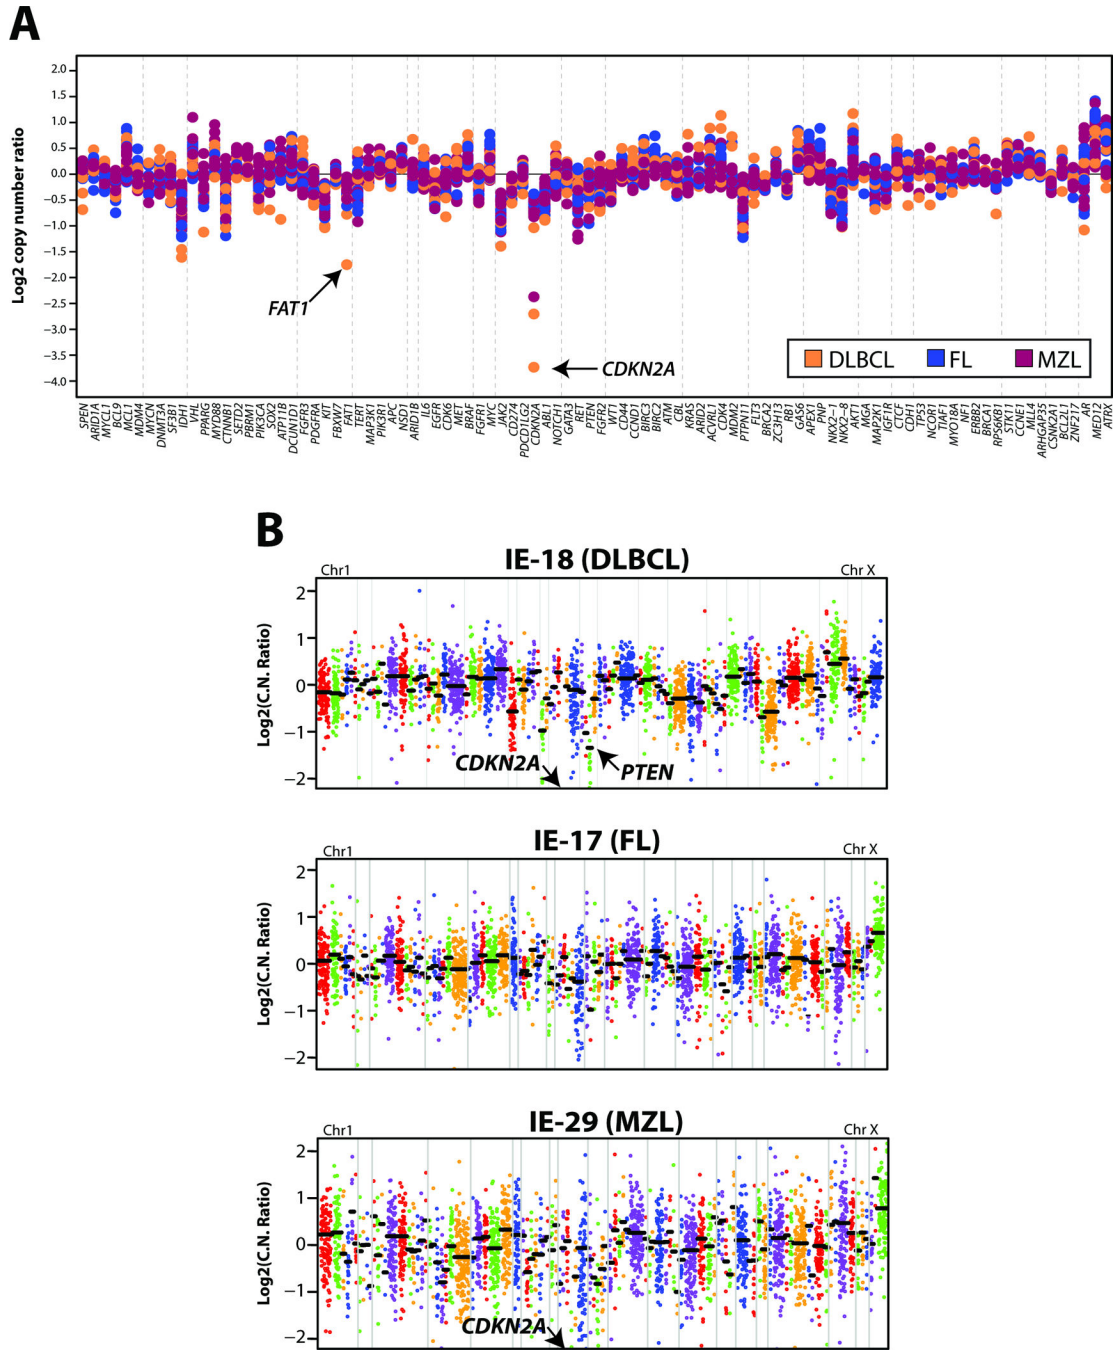 A
Log2 copy number ratio
2.0
1.5
1.0
0.5
0.0
−0.5
−1.0
−1.5
−2.0
−2.5
−3.0
−3.5
−4.0
FAT1
CDKN2A
DLBCL
FL
MZL
SPEN
ARID1A
MYCL1
BCL9
MCL1
MDM4
MYCN
DNMT3A
SF3B1
IDH1
VHL
PPARG
MYD88
CTNNB1
SETD2
PBRM1
PIK3CA
SOX2
ATP11B
DCUN1D1
FGFR3
PDGFRA
KIT
FBXW7
FAT1
TERT
MAP3K1
PIK3R1
APC
NSD1
ARID1B
IL6
EGFR
CDK6
MET
BRAF
FGFR1
MYC
JAK2
CD274
PDCD1LG2
CDKN2A
ABL1
NOTCH1
GATA3
RET
PTEN
FGFR2
WT1
CD44
CCND1
BIRC3
BIRC2
ATM
CBL
KRAS
ARID2
ACVRL1
CDK4
MDM2
PTPN11
FLT3
BRCA2
ZC3H13
RB1
GAS6
APEX1
PNP
NKX2−1
NKX2−8
AKT1
MGA
MAP2K1
IGF1R
CTCF
CDH1
TP53
NCOR1
TIAF1
MYO18A
NF1
ERBB2
BRCA1
RPS6KB1
STK11
CCNE1
MLL4
ARHGAP35
CSNK2A1
BCL2L1
ZNF217
AR
MED12
ATRX
B
IE-18 (DLBCL)
Chr1
Chr X
Log2(C.N. Ratio)
2
1
0
−1
−2
CDKN2A
PTEN
IE-17 (FL)
Chr1
Chr X
Log2(C.N. Ratio)
2
1
0
−1
−2
IE-29 (MZL)
Chr1
Chr X
Log2(C.N. Ratio)
2
1
0
−1
−2
CDKN2A